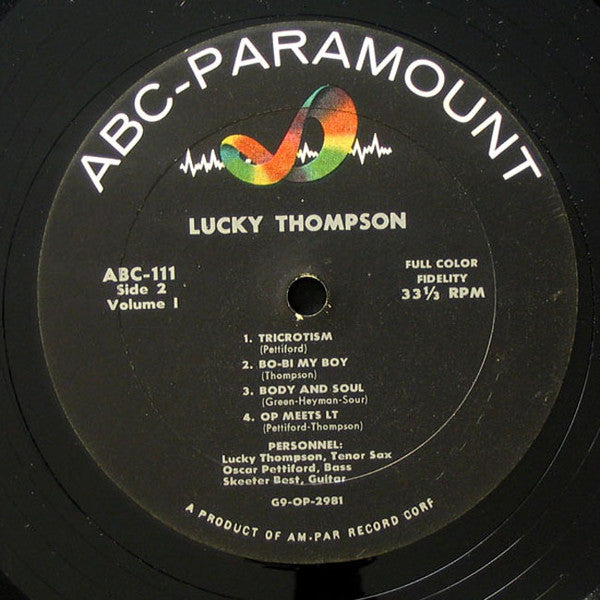 ABC-PARAMOUNT
LUCKY THOMPSON
ABC-111
Side 2
Volume I
FULL COLOR
FIDELITY
33⅓ RPM
1. TRICROTISM
(Pettiford)
2. BO-BI MY BOY
(Thompson)
3. BODY AND SOUL
(Green-Heyman-Sour)
4. OP MEETS LT
(Pettiford-Thompson)
PERSONNEL:
Lucky Thompson, Tenor Sax
Oscar Pettiford, Bass
Skeeter Best, Guitar
G9-OP-2981
A PRODUCT OF AM-PAR RECORD CORP